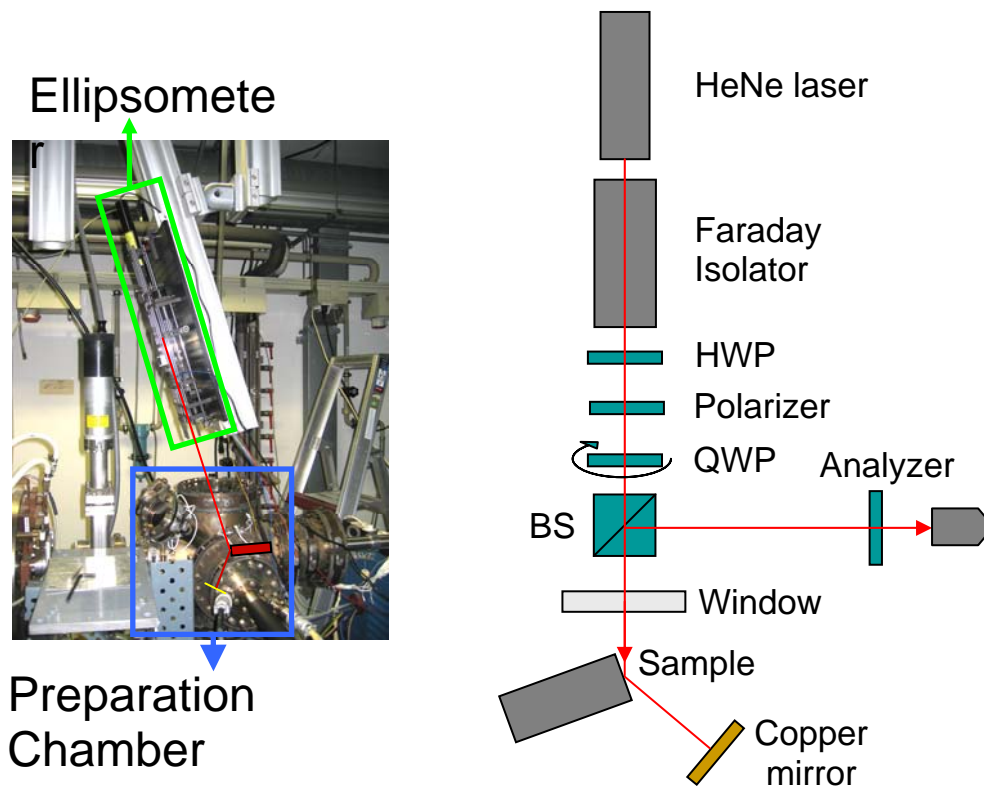 Ellipsomete
r
Preparation
Chamber
HeNe laser
Faraday
Isolator
HWP
Polarizer
QWP
Analyzer
BS
Window
Sample
Copper
mirror